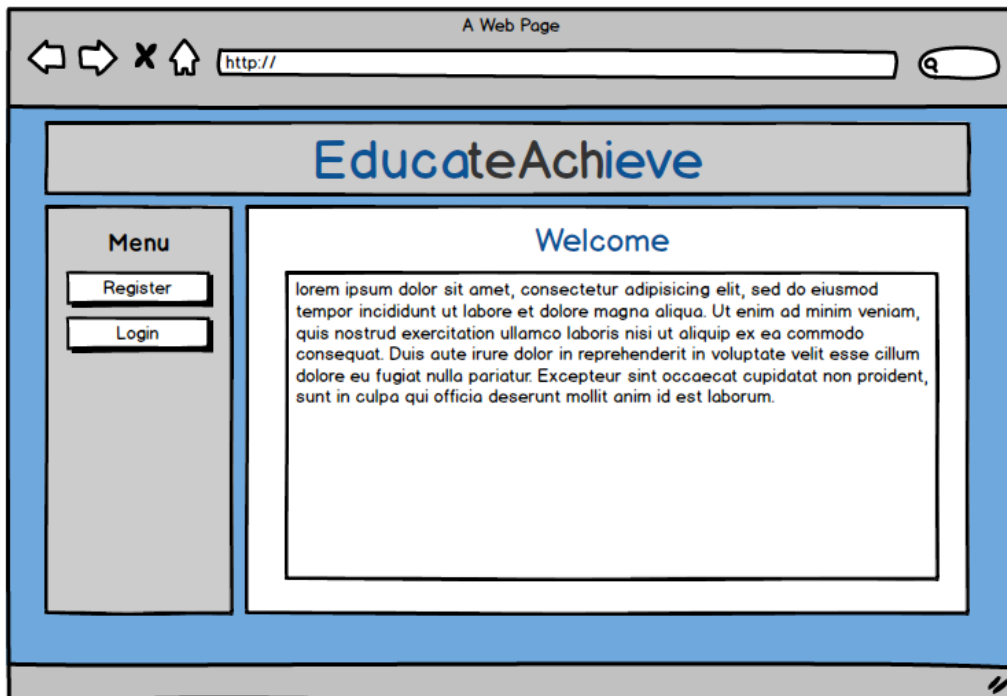 A Web Page
http://
EducateAchieve
Menu
Register
Login
Welcome
lorem ipsum dolor sit amet, consectetur adipisicing elit, sed do eiusmod
tempor incididunt ut labore et dolore magna aliqua. Ut enim ad minim veniam,
quis nostrud exercitation ullamco laboris nisi ut aliquip ex ea commodo
consequat. Duis aute irure dolor in reprehenderit in voluptate velit esse cillum
dolore eu fugiat nulla pariatur. Excepteur sint occaecat cupidatat non proident,
sunt in culpa qui officia deserunt mollit anim id est laborum.